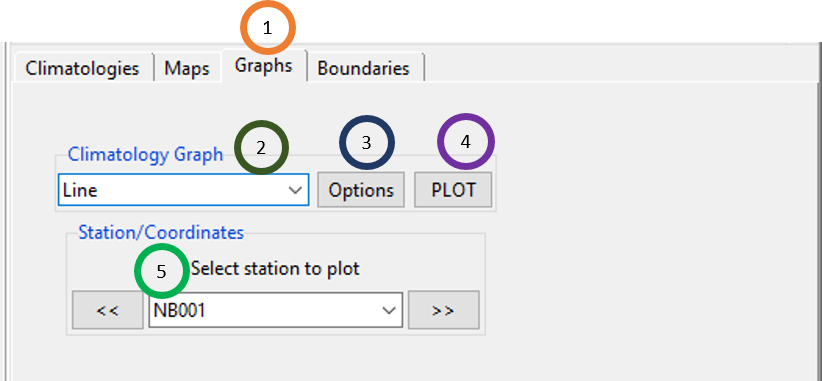 1
Climatologies Maps Graphs Boundaries
2 3 4
Climatology Graph
Line Options PLOT
Station/Coordinates
5 Select station to plot
<< NB001 >>